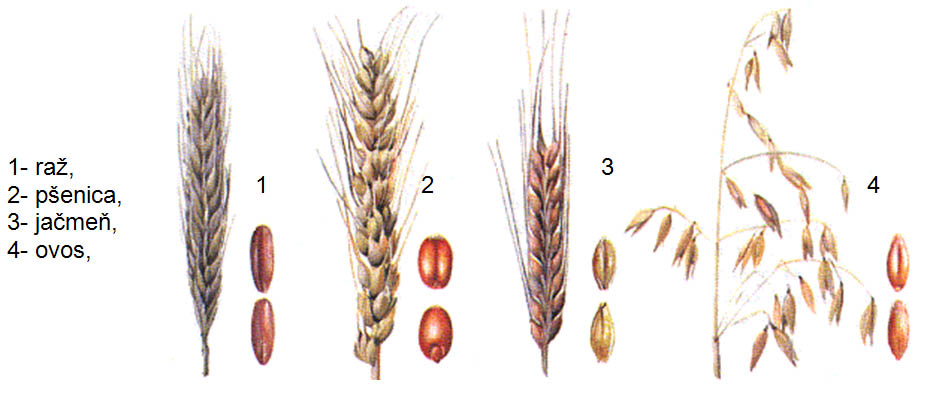 1- raž,
2- pšenica,
3- jačmeň,
4- ovos,
1
2
3
4